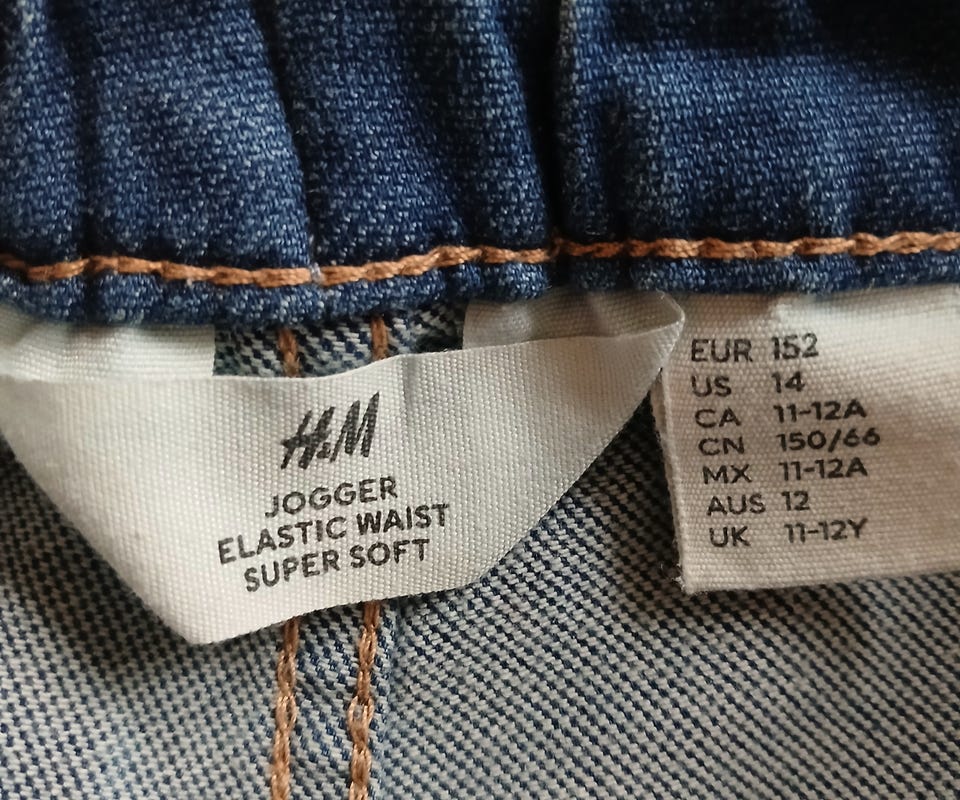 H&M
JOGGER
ELASTIC WAIST
SUPER SOFT
EUR 152
US 14
CA 11-12A
CN 150/66
MX 11-12A
AUS 12
UK 11-12Y